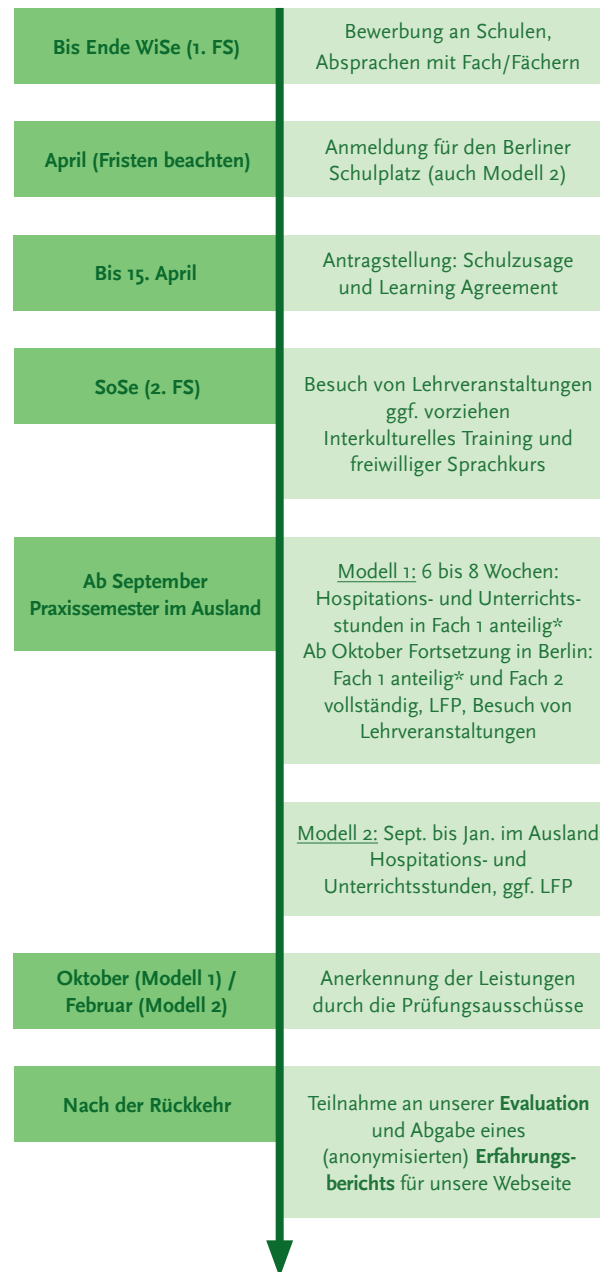 Bis Ende WiSe (1. FS)
Bewerbung an Schulen,
Absprachen mit Fach/Fächern
April (Fristen beachten)
Anmeldung für den Berliner
Schulplatz (auch Modell 2)
Bis 15. April
Antragstellung: Schulzusage
und Learning Agreement
SoSe (2. FS)
Besuch von Lehrveranstaltungen
ggf. vorziehen
Interkulturelles Training und
freiwilliger Sprachkurs
Ab September
Praxissemester im Ausland
Modell 1: 6 bis 8 Wochen:
Hospitations- und Unterrichts-
stunden in Fach 1 anteilig*
Ab Oktober Fortsetzung in Berlin:
Fach 1 anteilig* und Fach 2
vollständig, LFP, Besuch von
Lehrveranstaltungen
Modell 2: Sept. bis Jan. im Ausland
Hospitations- und
Unterrichtsstunden, ggf. LFP
Oktober (Modell 1) /
Februar (Modell 2)
Anerkennung der Leistungen
durch die Prüfungsausschüsse
Nach der Rückkehr
Teilnahme an unserer Evaluation
und Abgabe eines
(anonymisierten) Erfahrungs-
berichts für unsere Webseite